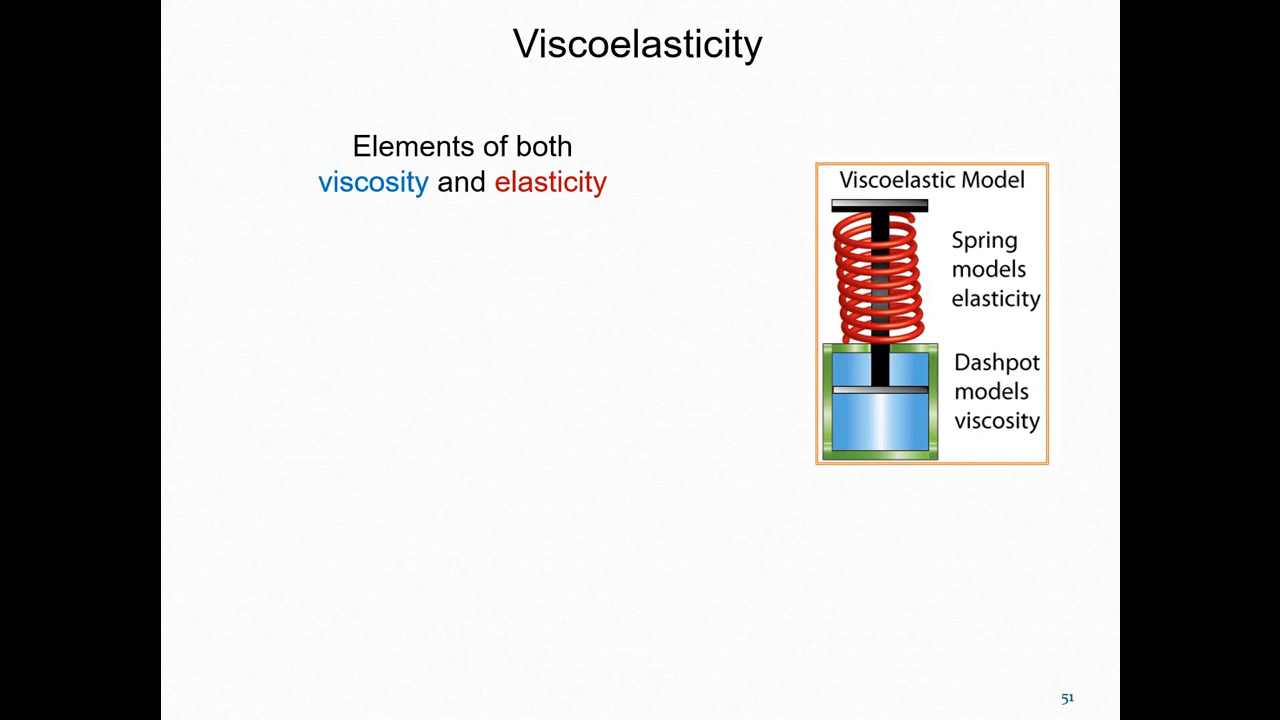 Viscoelasticity
Elements of both
viscosity and elasticity
Viscoelastic Model
Spring
models
elasticity
Dashpot
models
viscosity
51